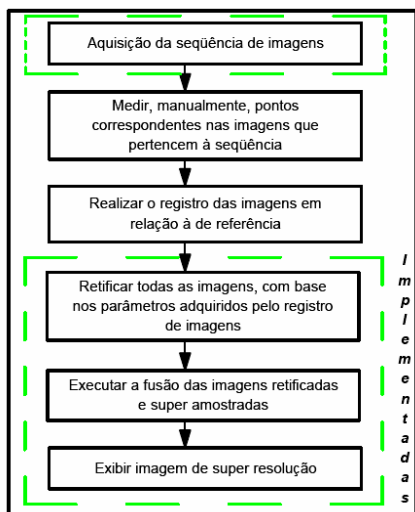 Aquisição da seqüência de imagens
Medir, manualmente, pontos
correspondentes nas imagens que
pertencem à seqüência
Realizar o registro das imagens em
relação à de referência
Retificar todas as imagens, com base
nos parâmetros adquiridos pelo registro
de imagens
Executar a fusão das imagens retificadas
e super amostradas
Exibir imagem de super resolução
Implementadas